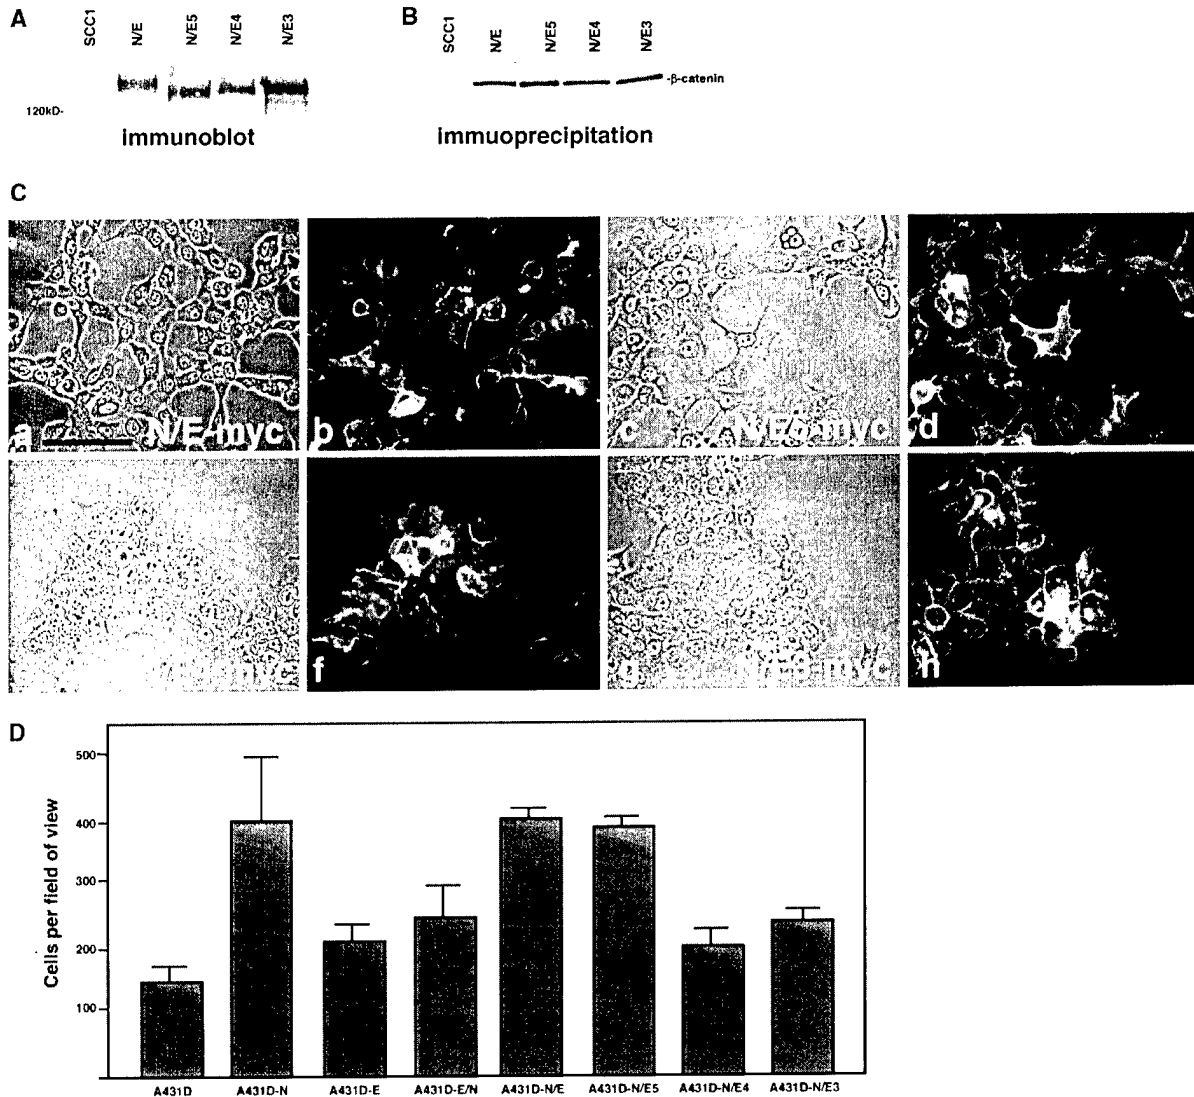 A
SCC1
N/E
N/E5
N/E4
N/E3
120kD-
immunoblot
B
SCC1
N/E
N/E5
N/E4
N/E3
-β-catenin
immuoprecipitation
C
a
N/E-myc
b
c
d
f
g
h
D
Cells per field of view
500
400
300
200
100
A431D
A431D-N
A431D-E
A431D-E/N
A431D-N/E
A431D-N/E5
A431D-N/E4
A431D-N/E3